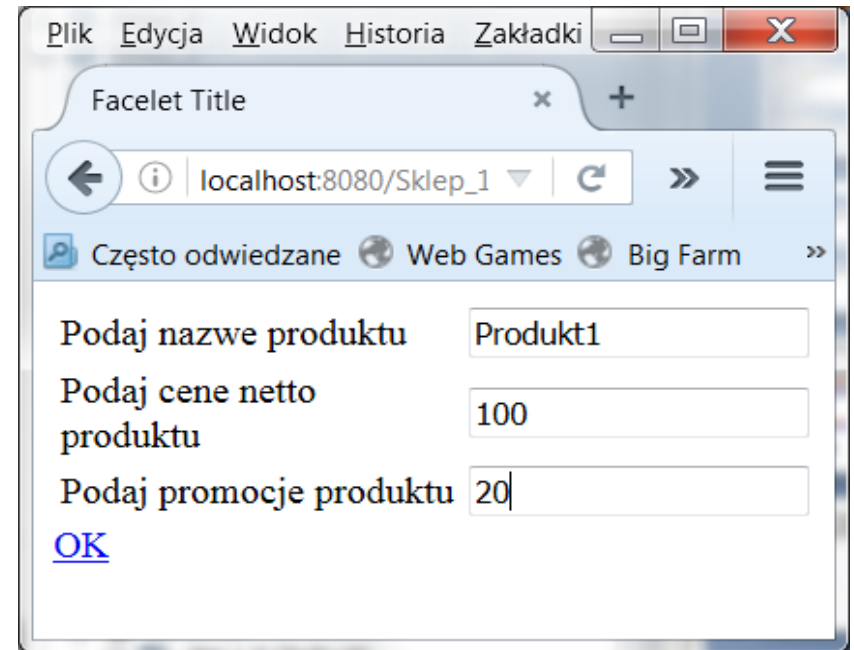 Plik Edycja Widok Historia Zakładki
Facelet Title
localhost:8080/Sklep_1
Często odwiedzane Web Games Big Farm
Podaj nazwe produktu Produkt1
Podaj cene netto
produktu 100
Podaj promocje produktu 20
OK